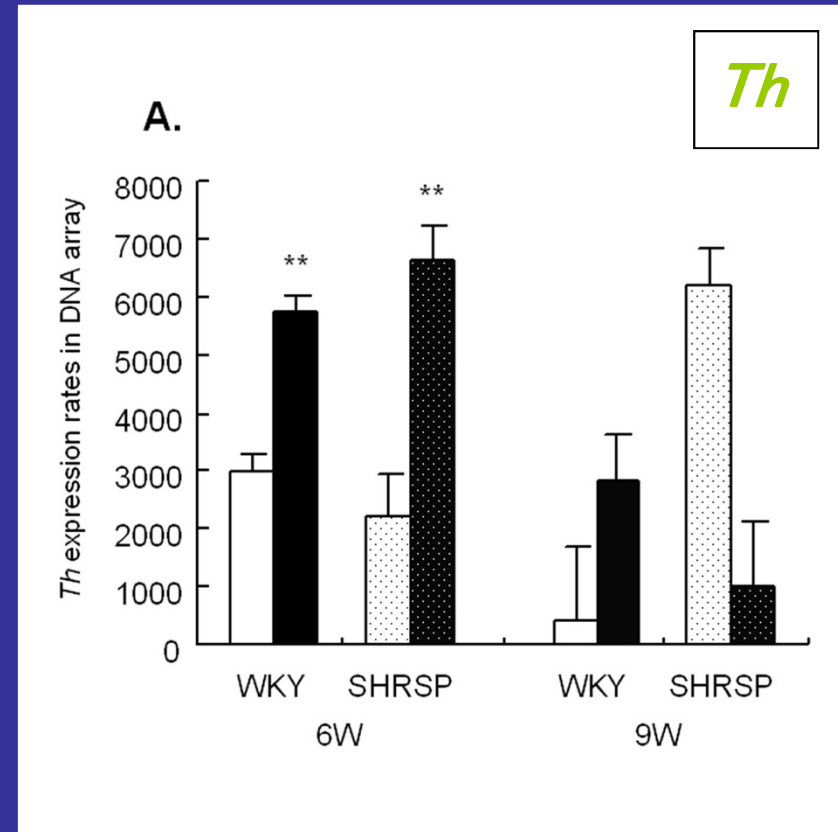 Th
A.
Th expression rates in DNA array
8000
7000
6000
5000
4000
3000
2000
1000
0
**
**
WKY SHRSP WKY SHRSP
6W 9W